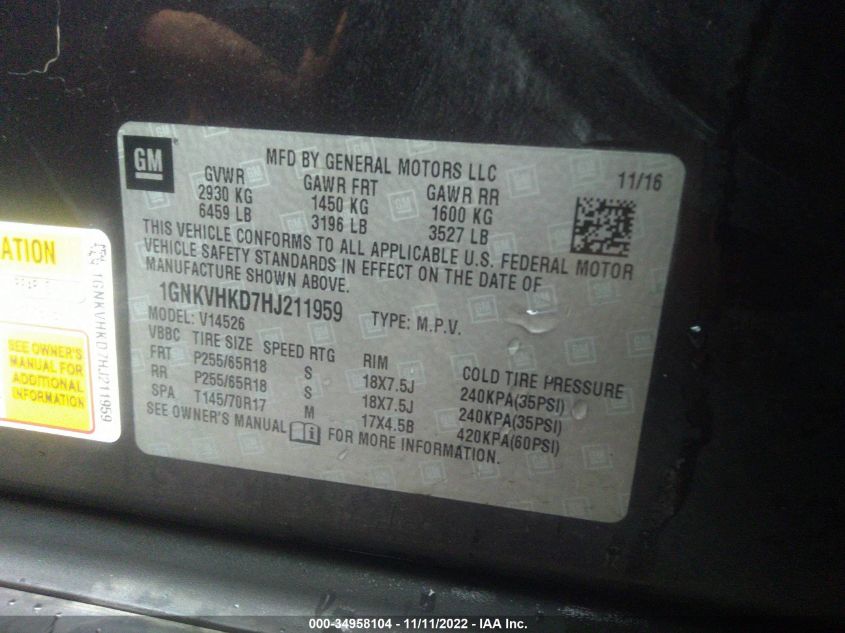 GM
MFD BY GENERAL MOTORS LLC
11/16
GVWR GAWR FRT GAWR RR
2930 KG 1450 KG 1600 KG
6459 LB 3196 LB 3527 LB
THIS VEHICLE CONFORMS TO ALL APPLICABLE U.S. FEDERAL MOTOR
VEHICLE SAFETY STANDARDS IN EFFECT ON THE DATE OF
MANUFACTURE SHOWN ABOVE.
1GNKVHKD7HJ211959
MODEL: V14526 TYPE: M.P.V.
VBBC TIRE SIZE SPEED RTG RIM COLD TIRE PRESSURE
FRT P255/65R18 S 18X7.5J 240KPA(35PSI)
RR P255/65R18 S 18X7.5J 240KPA(35PSI)
SPA T145/70R17 M 17X4.5B 420KPA(60PSI)
SEE OWNER'S MANUAL i FOR MORE INFORMATION.
ATION
SEE OWNER'S
MANUAL FOR
ADDITIONAL
INFORMATION
1GNKVHKD7HJ211959
000-34958104 - 11/11/2022 - IAA Inc.